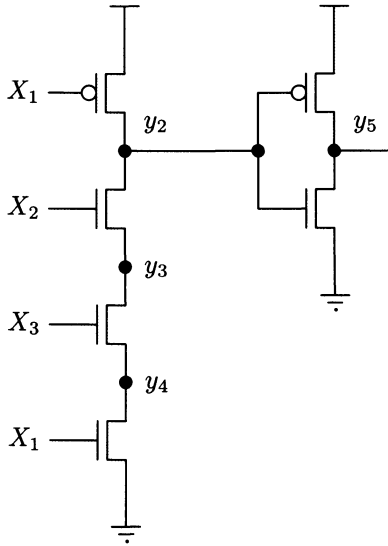 X₁
y₂
y₅
X₂
y₃
X₃
y₄
X₁